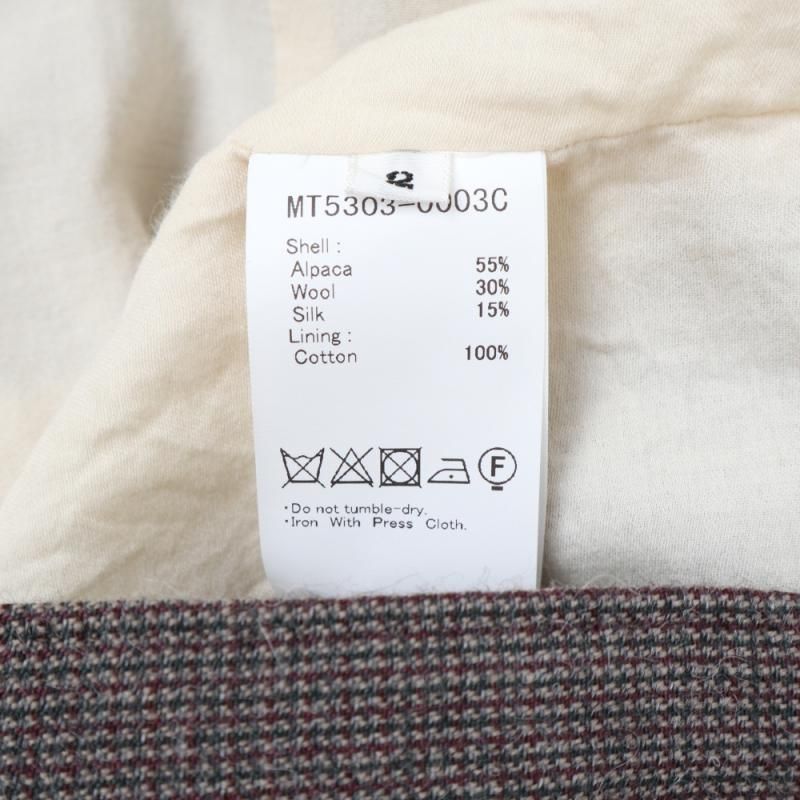 2
MT5303-0003C
Shell :
Alpaca 55%
Wool 30%
Silk 15%
Lining :
Cotton 100%
F
・Do not tumble-dry.
・Iron With Press Cloth.